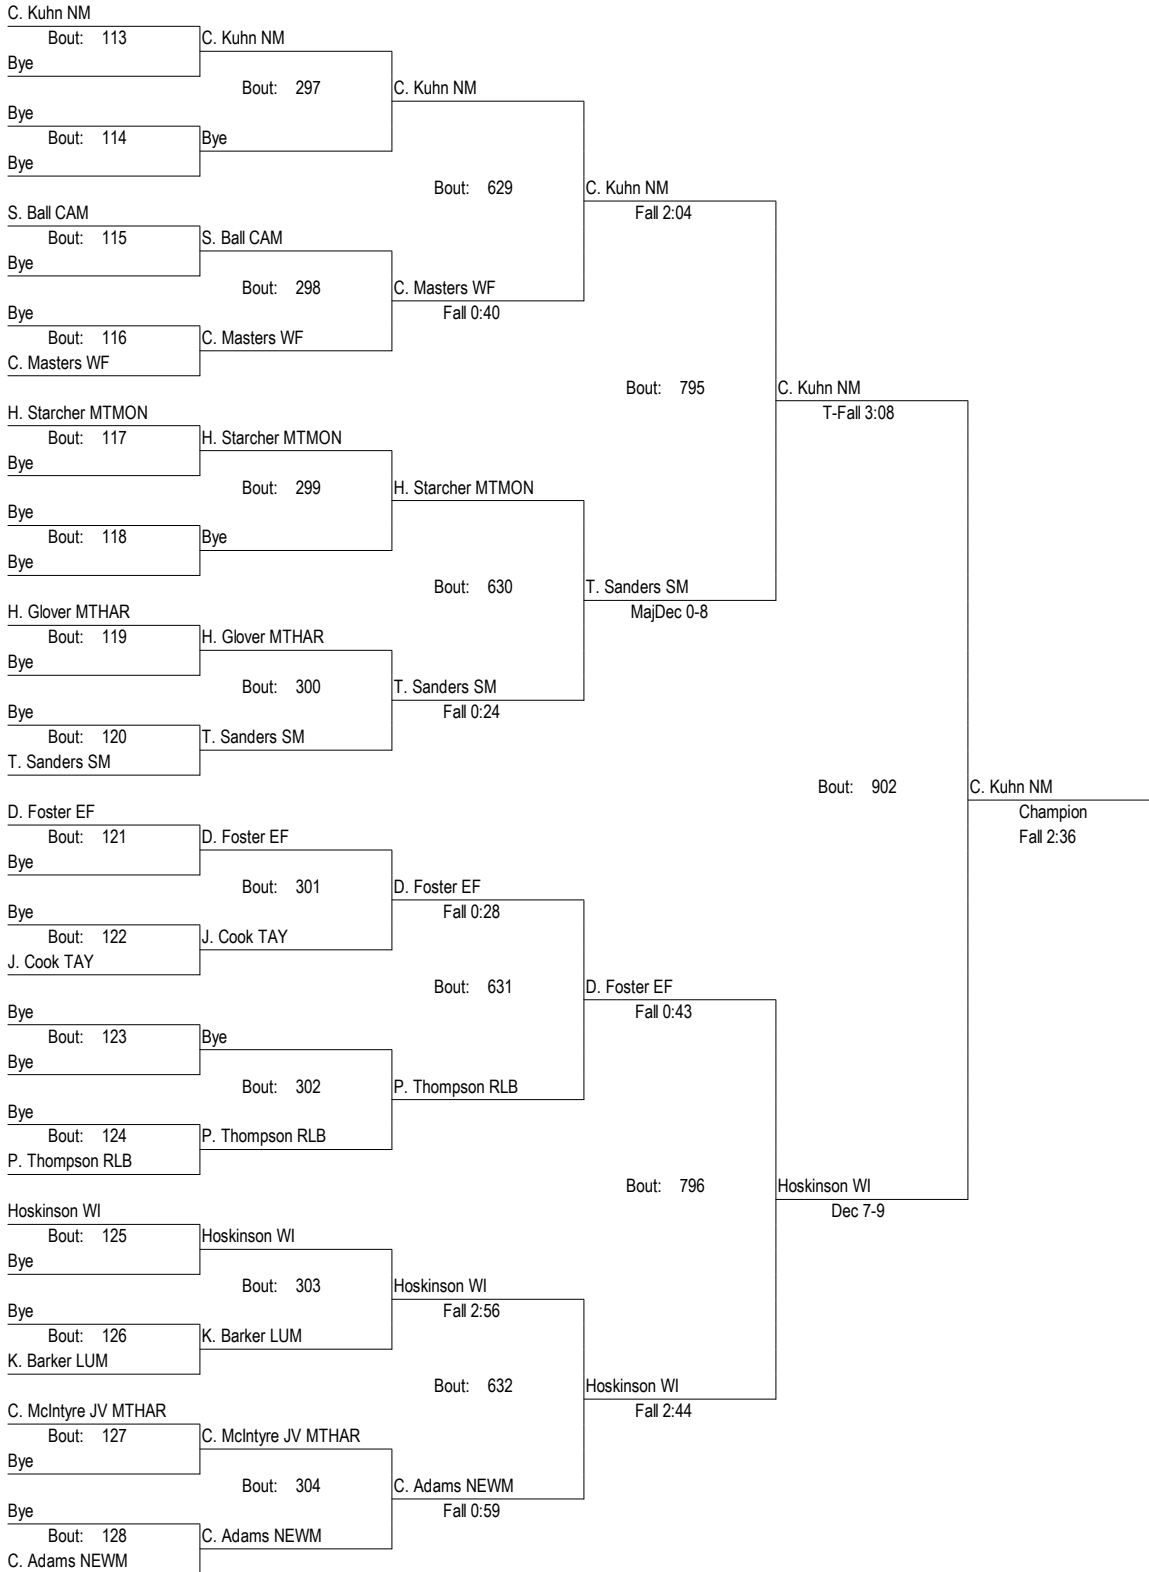 C. Kuhn NM
Bout: 113
C. Kuhn NM
Bye
Bout: 297
C. Kuhn NM
Bye
Bout: 114
Bye
Bye
Bout: 629
C. Kuhn NM
Fall 2:04
S. Ball CAM
Bout: 115
S. Ball CAM
Bye
Bout: 298
C. Masters WF
Fall 0:40
Bye
Bout: 116
C. Masters WF
C. Masters WF
Bout: 795
C. Kuhn NM
T-Fall 3:08
H. Starcher MTMON
Bout: 117
H. Starcher MTMON
Bye
Bout: 299
H. Starcher MTMON
Bye
Bout: 118
Bye
Bye
Bout: 630
T. Sanders SM
MajDec 0-8
H. Glover MTHAR
Bout: 119
H. Glover MTHAR
Bye
Bout: 300
T. Sanders SM
Fall 0:24
Bye
Bout: 120
T. Sanders SM
T. Sanders SM
Bout: 902
C. Kuhn NM
Champion
Fall 2:36
D. Foster EF
Bout: 121
D. Foster EF
Bye
Bout: 301
D. Foster EF
Fall 0:28
Bye
Bout: 122
J. Cook TAY
J. Cook TAY
Bout: 631
D. Foster EF
Fall 0:43
Bye
Bout: 123
Bye
Bye
Bout: 302
P. Thompson RLB
Bye
Bout: 124
P. Thompson RLB
P. Thompson RLB
Bout: 796
Hoskinson WI
Dec 7-9
Hoskinson WI
Bout: 125
Hoskinson WI
Bye
Bout: 303
Hoskinson WI
Fall 2:56
Bye
Bout: 126
K. Barker LUM
K. Barker LUM
Bout: 632
Hoskinson WI
Fall 2:44
C. McIntyre JV MTHAR
Bout: 127
C. McIntyre JV MTHAR
Bye
Bout: 304
C. Adams NEWM
Fall 0:59
Bye
Bout: 128
C. Adams NEWM
C. Adams NEWM